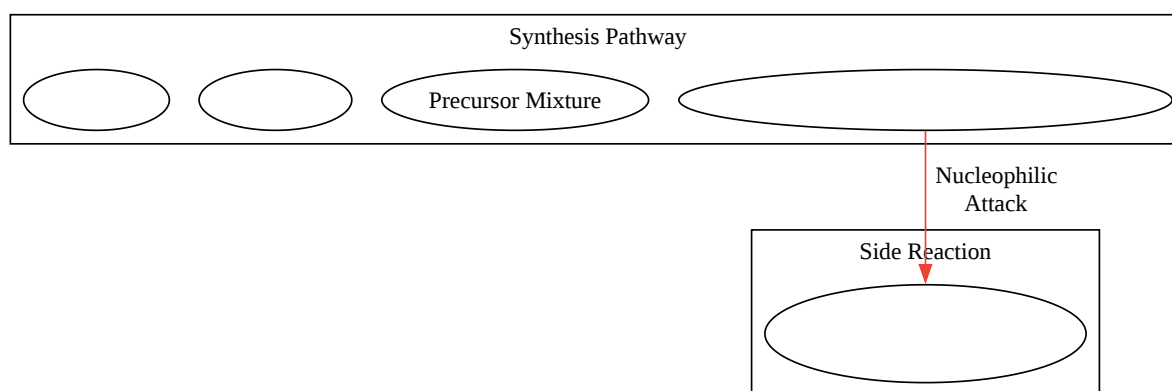 Synthesis Pathway
Precursor Mixture
Nucleophilic
Attack
Side Reaction